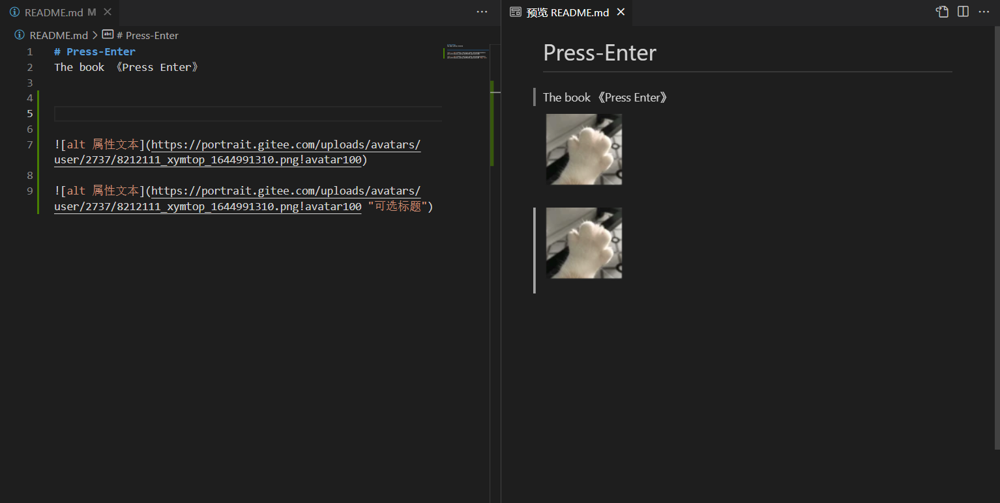 README.md M
README.md > # Press-Enter
1 # Press-Enter
2 The book 《Press Enter》
3
4
5
6
7 ![alt 属性文本](https://portrait.gitee.com/uploads/avatars/
user/2737/8212111_xymtop_1644991310.png!avatar100)
8
9 ![alt 属性文本](https://portrait.gitee.com/uploads/avatars/
user/2737/8212111_xymtop_1644991310.png!avatar100 "可选标题")
预览 README.md
Press-Enter
The book 《Press Enter》